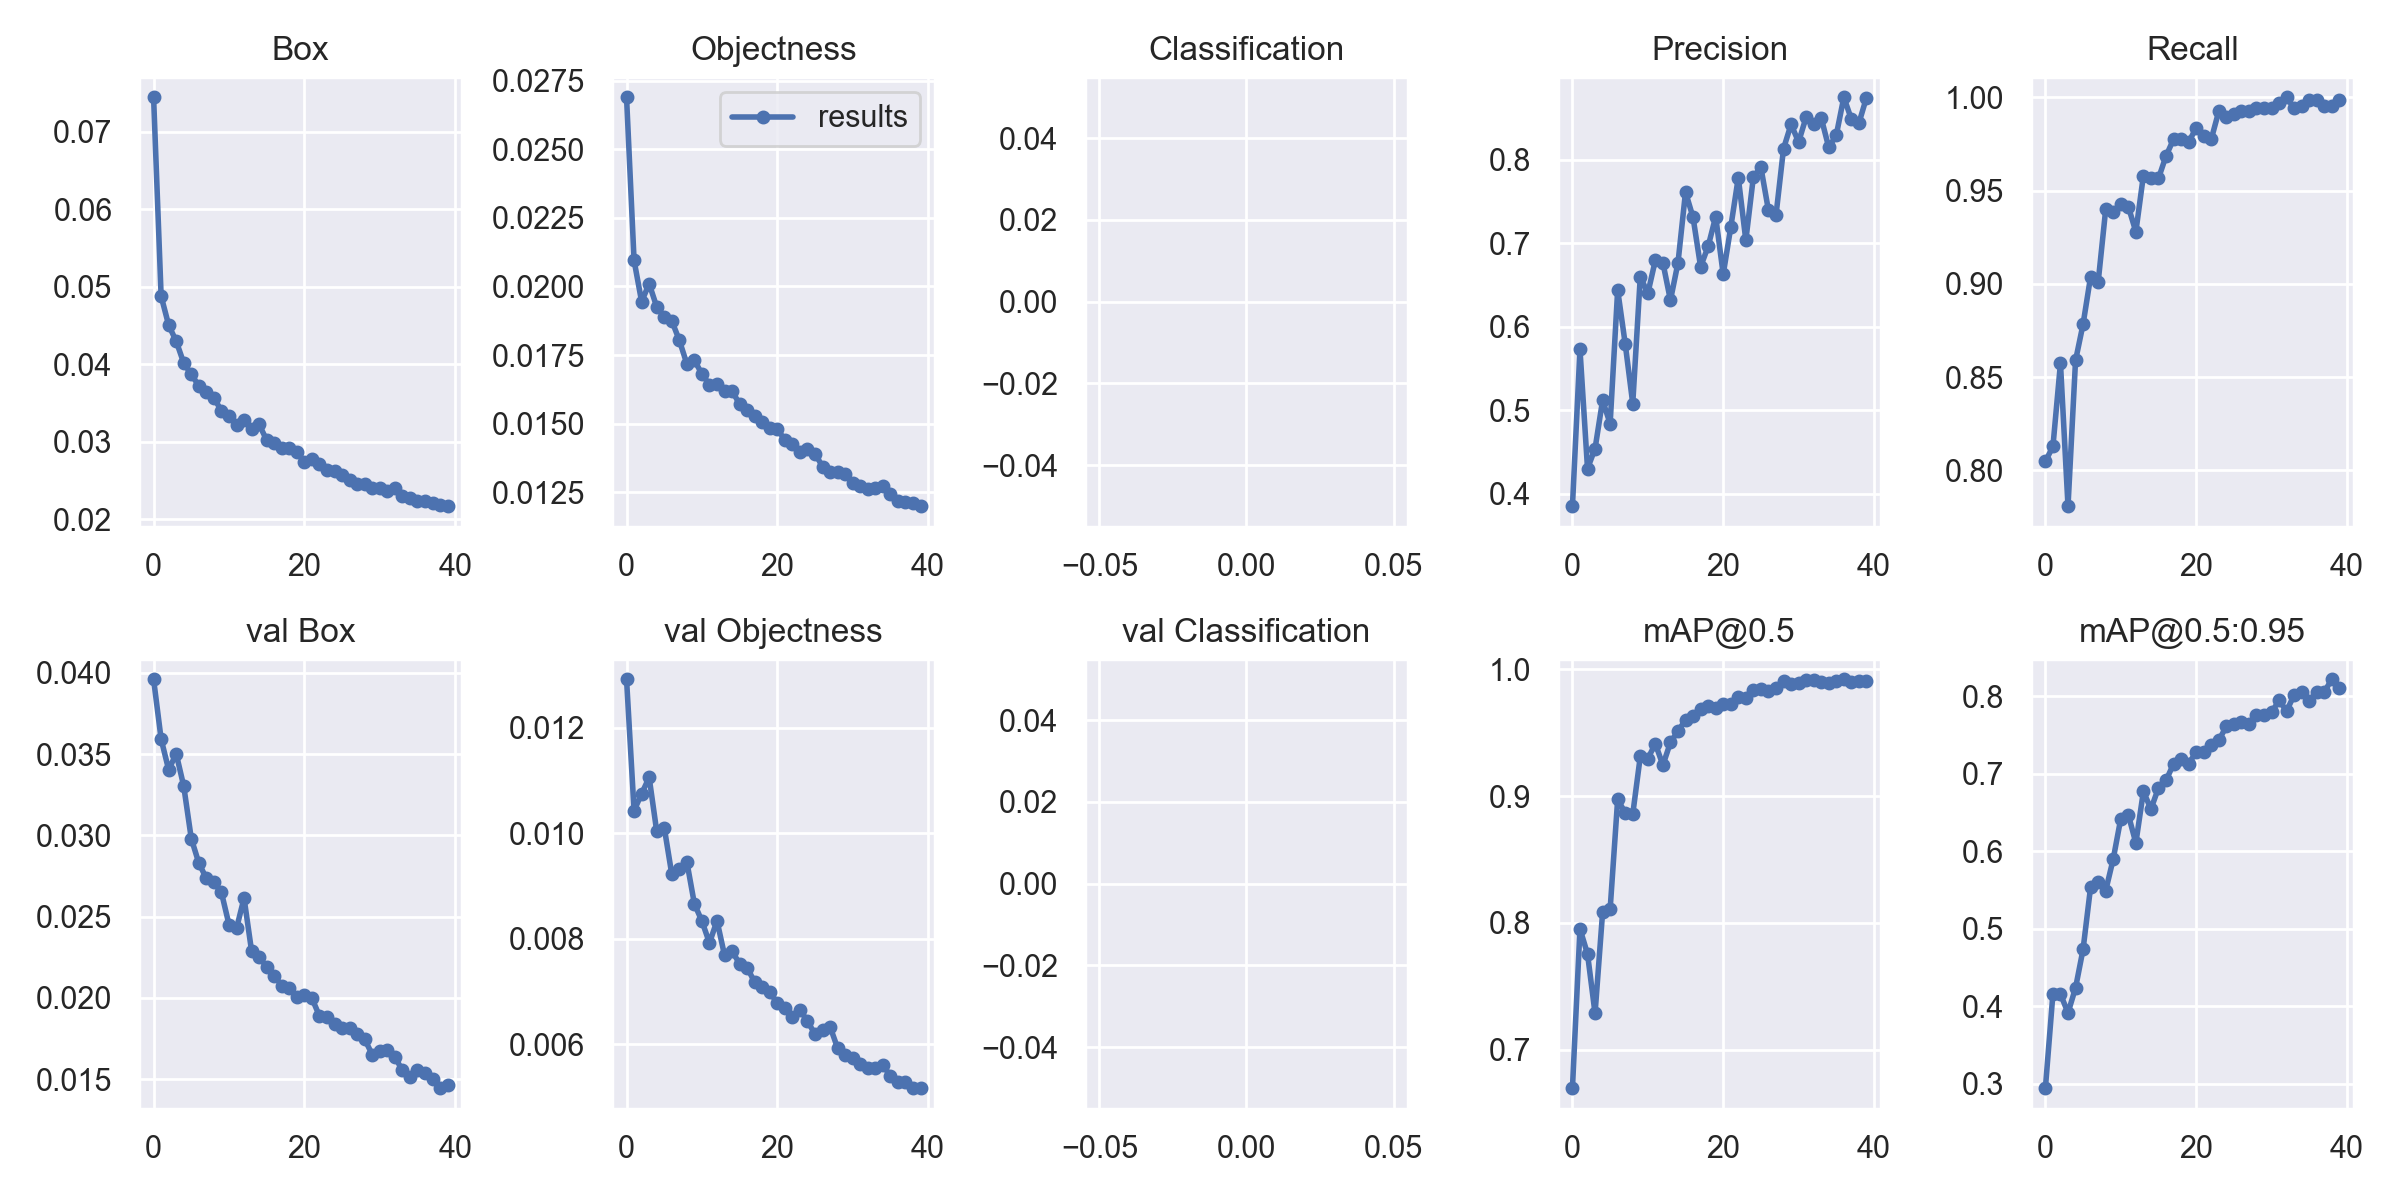 Box
Objectness
Classification
Precision
Recall
0.07
0.06
0.05
0.04
0.03
0.02
0 20 40
0.0275
0.0250
0.0225
0.0200
0.0175
0.0150
0.0125
results
0 20 40
0.04
0.02
0.00
−0.02
−0.04
−0.05 0.00 0.05
0.8
0.7
0.6
0.5
0.4
0 20 40
1.00
0.95
0.90
0.85
0.80
0 20 40
val Box
val Objectness
val Classification
mAP@0.5
mAP@0.5:0.95
0.040
0.035
0.030
0.025
0.020
0.015
0 20 40
0.012
0.010
0.008
0.006
0 20 40
0.04
0.02
0.00
−0.02
−0.04
−0.05 0.00 0.05
1.0
0.9
0.8
0.7
0 20 40
0.8
0.7
0.6
0.5
0.4
0.3
0 20 40